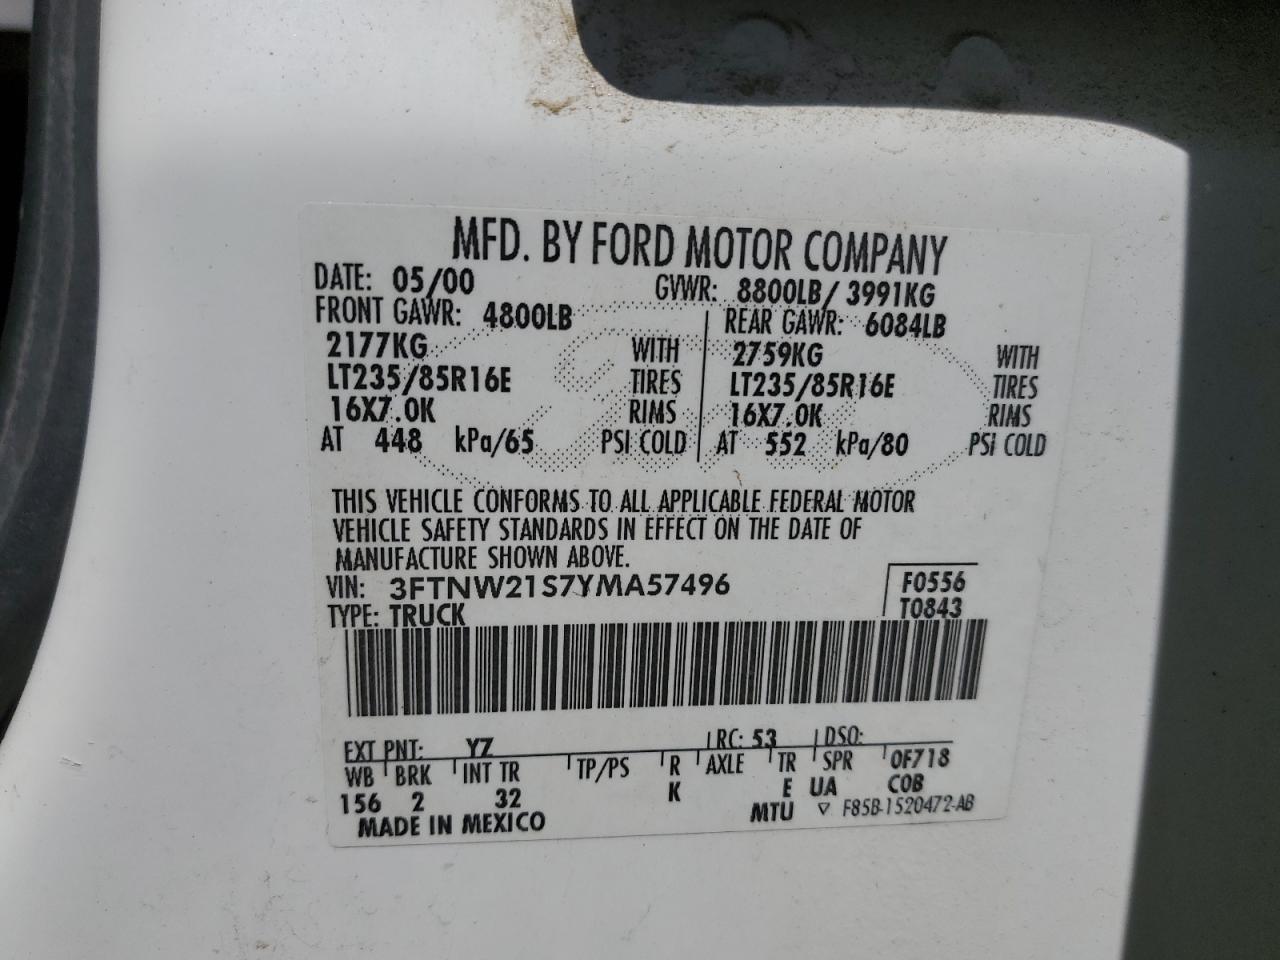 MFD. BY FORD MOTOR COMPANY
DATE: 05/00 GVWR: 8800LB/ 3991KG
FRONT GAWR: 4800LB REAR GAWR: 6084LB
2177KG WITH 2759KG WITH
LT235/85R16E TIRES LT235/85R16E TIRES
16X7.0K RIMS 16X7.0K RIMS
AT 448 kPa/65 PSI COLD AT 552 kPa/80 PSI COLD
THIS VEHICLE CONFORMS TO ALL APPLICABLE FEDERAL MOTOR
VEHICLE SAFETY STANDARDS IN EFFECT ON THE DATE OF
MANUFACTURE SHOWN ABOVE.
VIN: 3FTNW21S7YMA57496 F0556
TYPE: TRUCK T0843
EXT PNT: YZ RC: 53 DSO:
WB BRK INT TR TP/PS R AXLE TR SPR 0F718
156 2 32 K E UA C0B
MADE IN MEXICO MTU ▽ F85B-1520472-AB